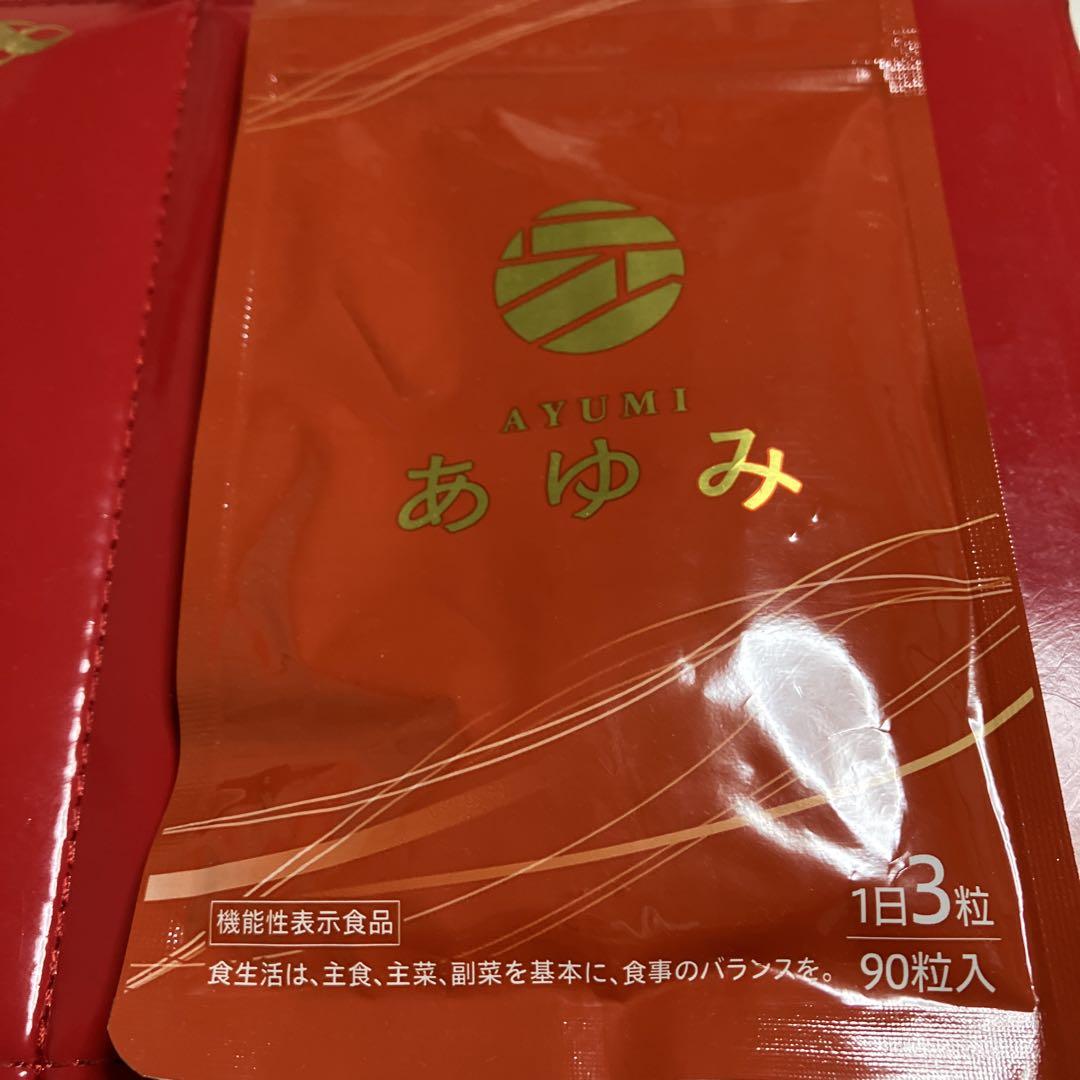 AYUMI
あゆみ
機能性表示食品
食生活は、主食、主菜、副菜を基本に、食事のバランスを。
1日3粒
90粒入